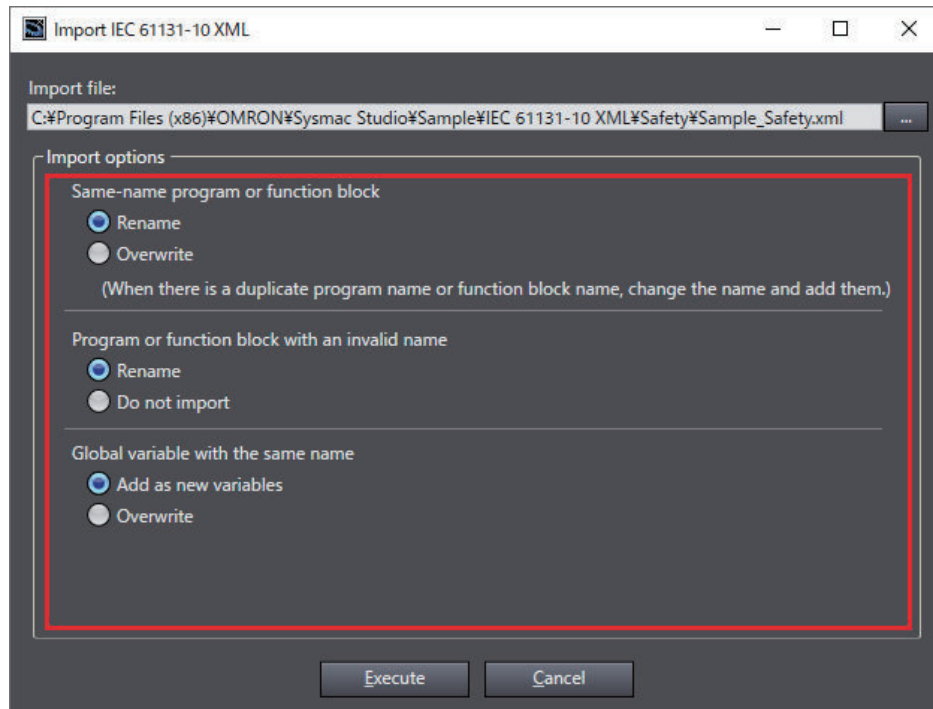 Import IEC 61131-10 XML
Import file:
C:¥Program Files (x86)¥OMRON¥Sysmac Studio¥Sample¥IEC 61131-10 XML¥Safety¥Sample_Safety.xml ...
Import options
Same-name program or function block
Rename
Overwrite
(When there is a duplicate program name or function block name, change the name and add them.)
Program or function block with an invalid name
Rename
Do not import
Global variable with the same name
Add as new variables
Overwrite
Execute Cancel